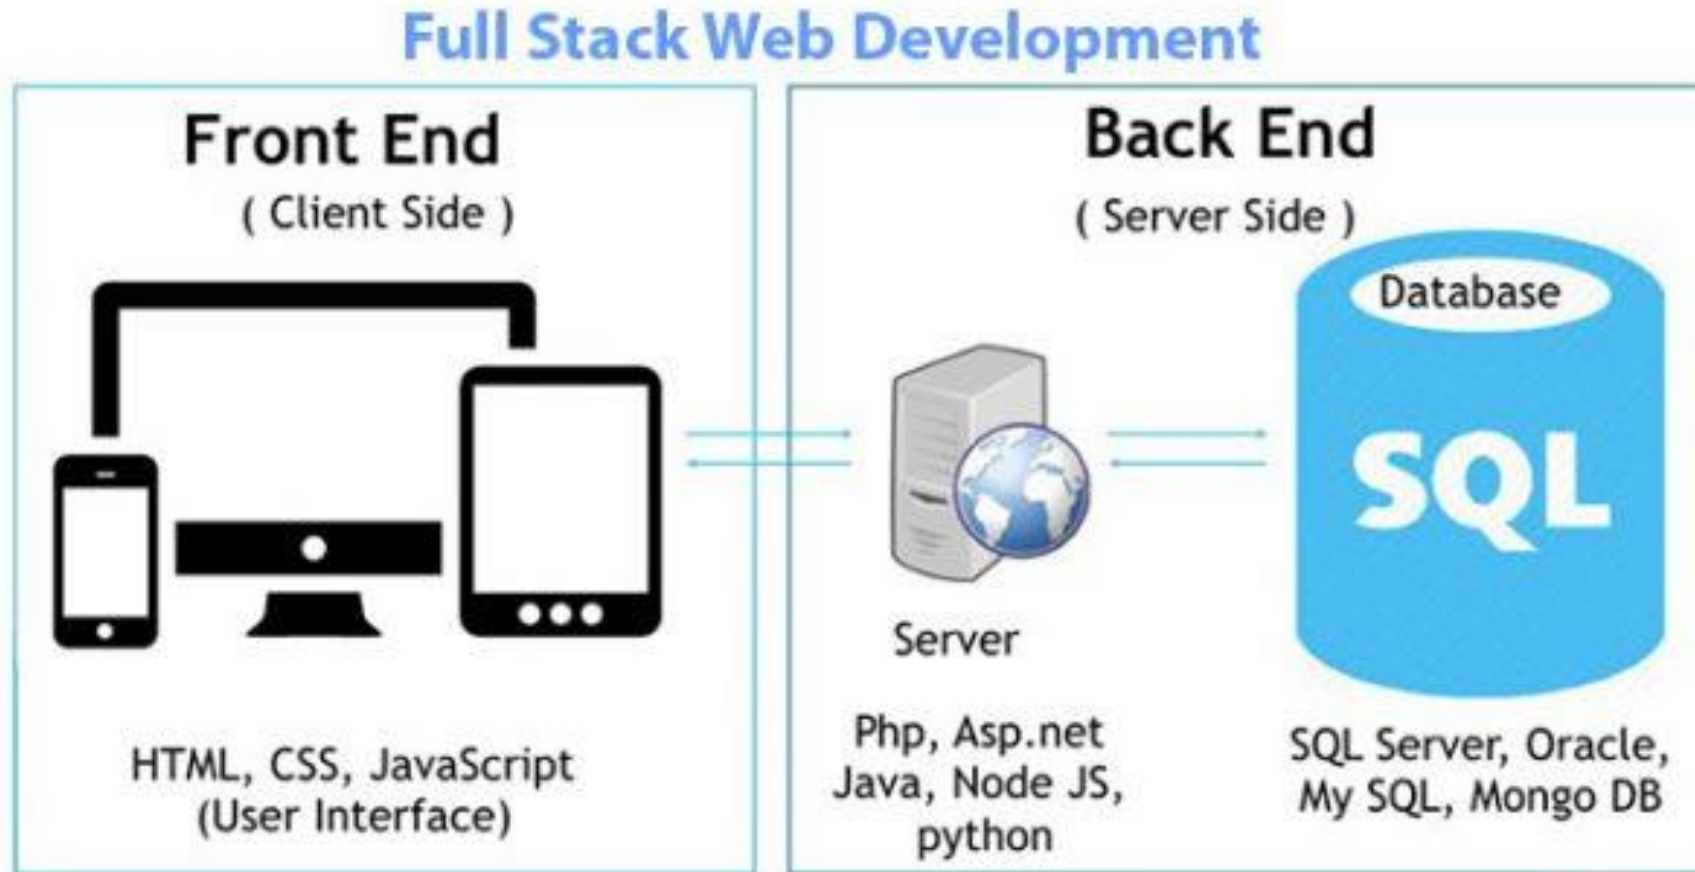 Full Stack Web Development
Front End
( Client Side )
HTML, CSS, JavaScript
(User Interface)
Back End
( Server Side )
Server
Php, Asp.net
Java, Node JS,
python
Database
SQL
SQL Server, Oracle,
My SQL, Mongo DB